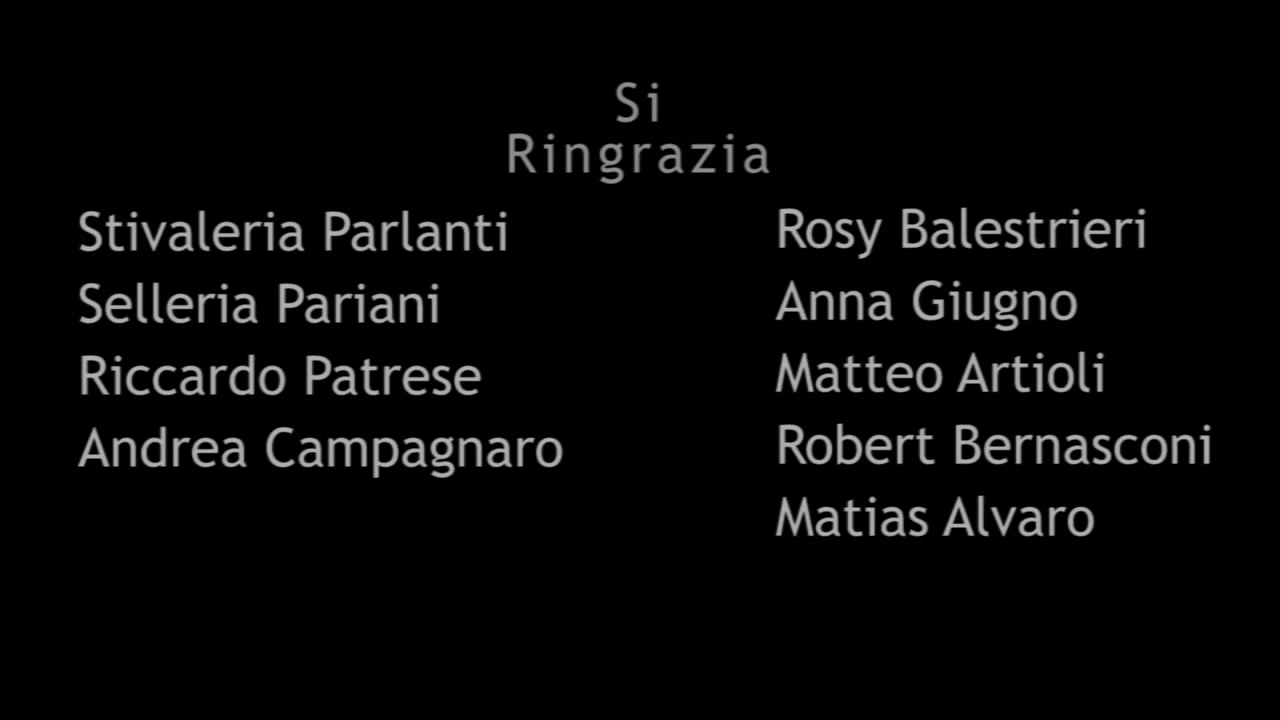 Si
Ringrazia
Stivaleria Parlanti
Selleria Pariani
Riccardo Patrese
Andrea Campagnaro
Rosy Balestrieri
Anna Giugno
Matteo Artioli
Robert Bernasconi
Matias Alvaro